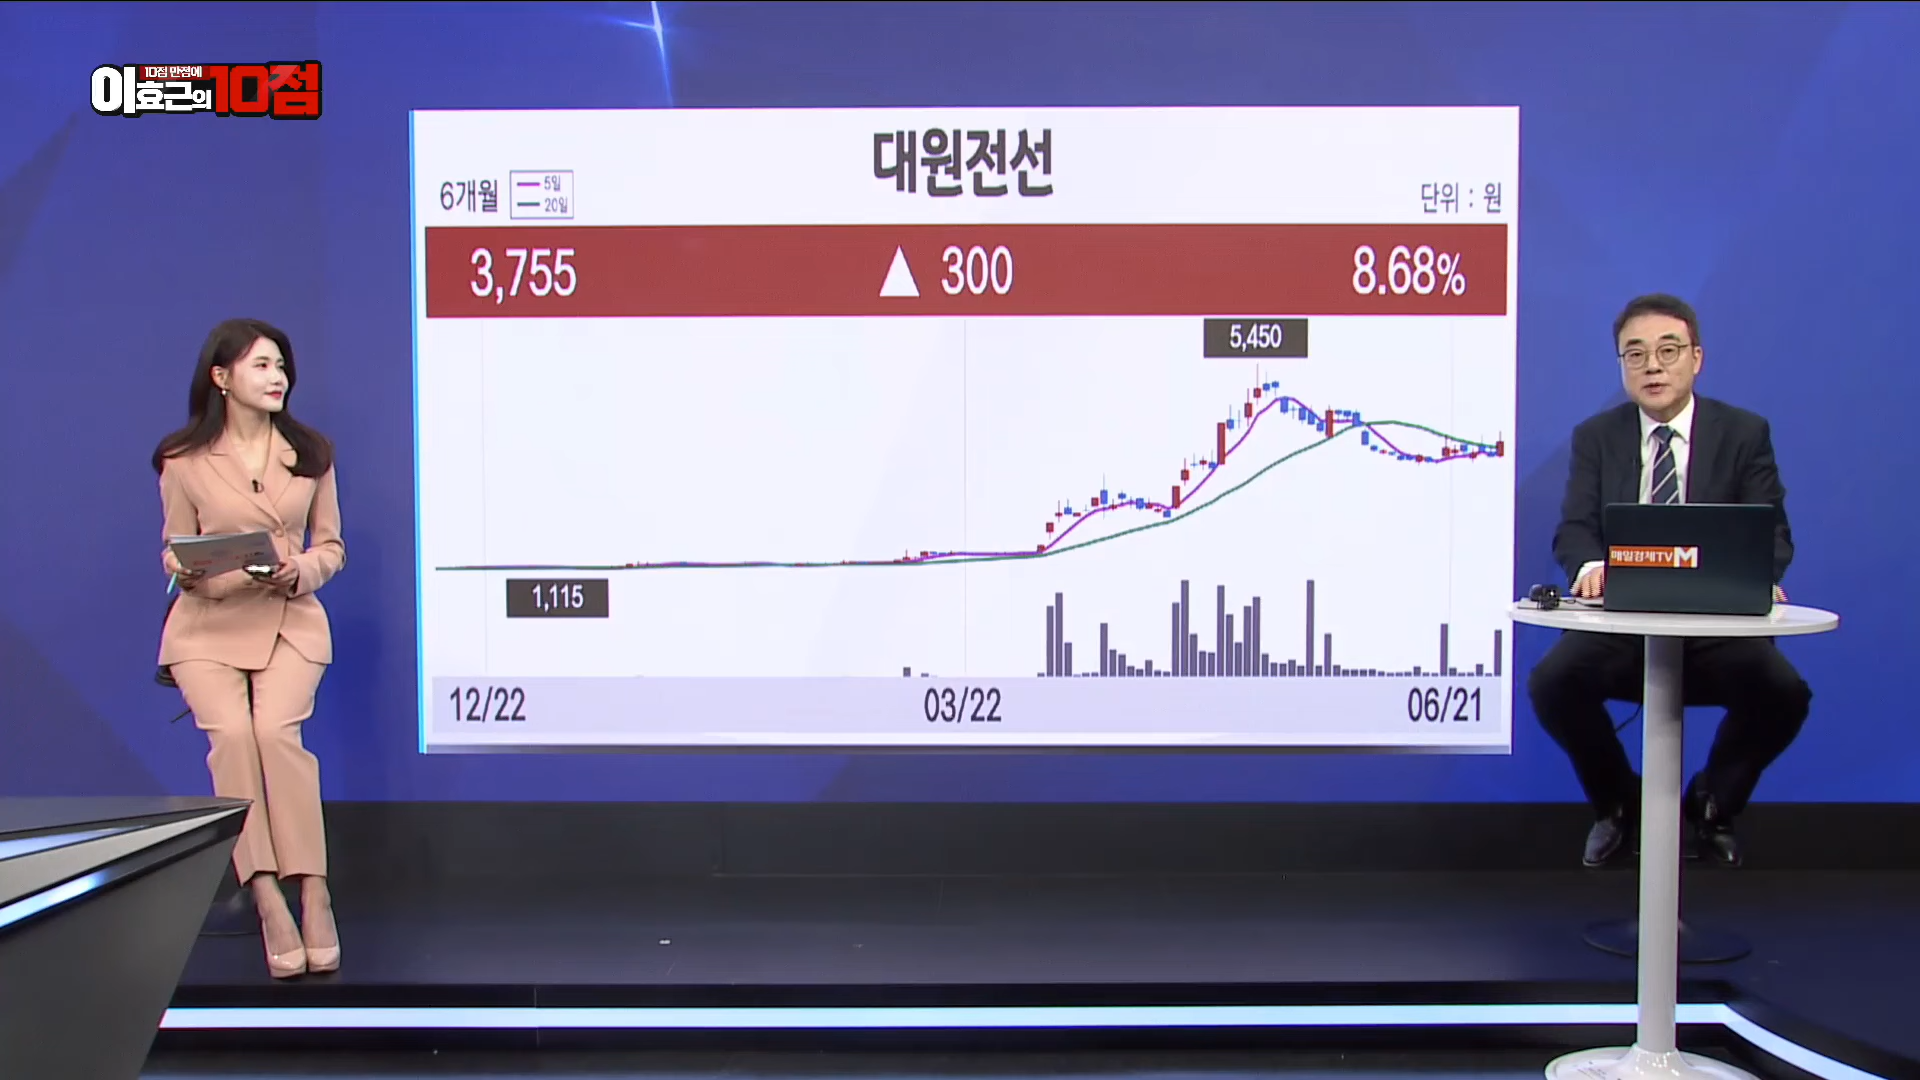 10점 만점에
이효근의 10점
대원전선
6개월
5일
20일
단위 : 원
3,755 ▲ 300 8.68%
5,450
1,115
12/22 03/22 06/21
매일경제TV M